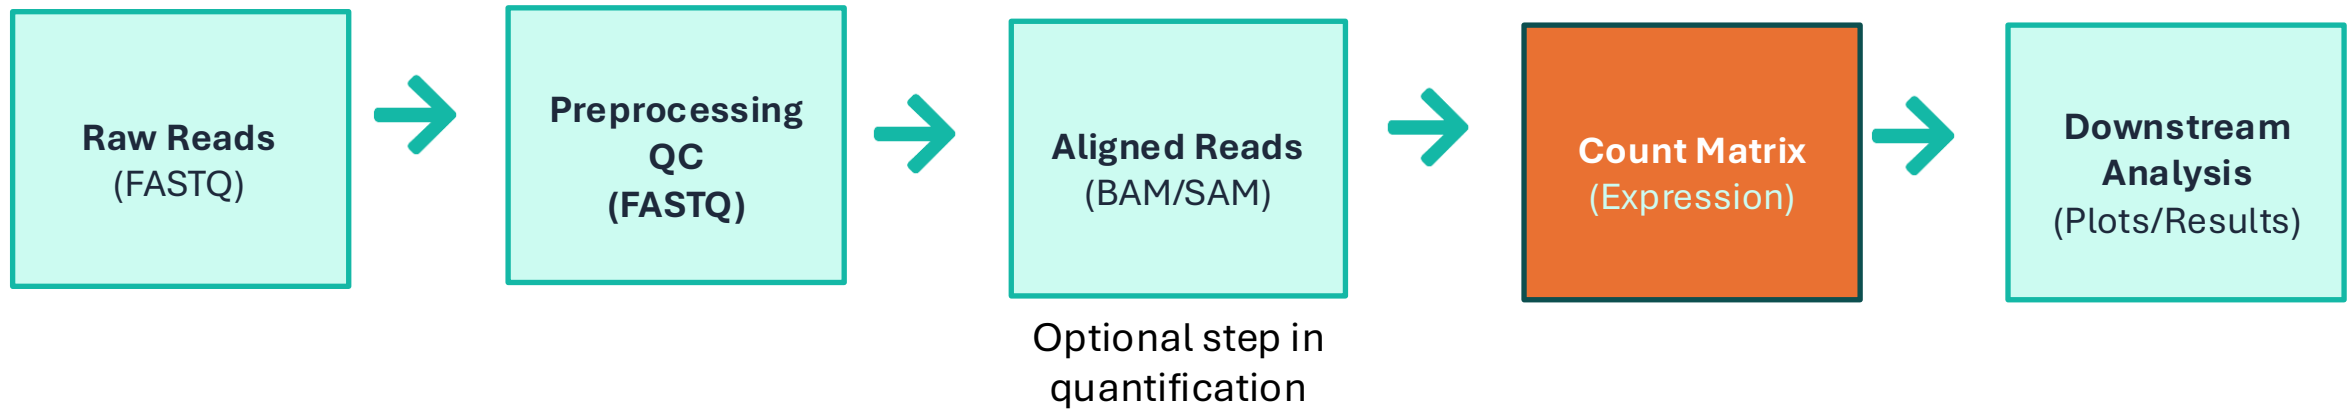 Raw Reads
(FASTQ)
Preprocessing
QC
(FASTQ)
Aligned Reads
(BAM/SAM)
Optional step in
quantification
Count Matrix
(Expression)
Downstream
Analysis
(Plots/Results)